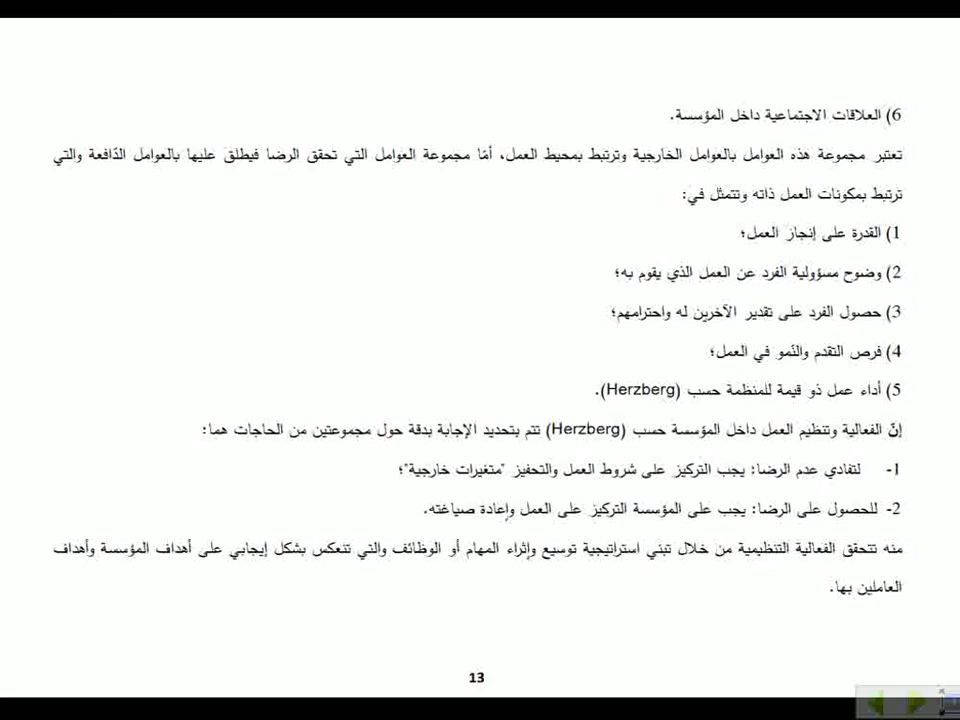 6) العلاقات الاجتماعية داخل المؤسسة.
تعتبر مجموعة هذه العوامل بالعوامل الخارجية وترتبط بمحيط العمل، أمّا مجموعة العوامل التي تحقق الرضا فيطلق عليها بالعوامل الدّافعة والتي
ترتبط بمكونات العمل ذاته وتتمثل في:
1) القدرة على إنجاز العمل؛
2) وضوح مسؤولية الفرد عن العمل الذي يقوم به؛
3) حصول الفرد على تقدير الآخرين له واحترامهم؛
4) فرص التقدم والنّمو في العمل؛
5) أداء عمل ذو قيمة للمنظمة حسب (Herzberg).
إنّ الفعالية وتنظيم العمل داخل المؤسسة حسب (Herzberg) تتم بتحديد الإجابة بدقة حول مجموعتين من الحاجات هما:
1- لتفادي عدم الرضا: يجب التركيز على شروط العمل والتحفيز "متغيرات خارجية"؛
2- للحصول على الرضا: يجب على المؤسسة التركيز على العمل وإعادة صياغته.
منه تتحقق الفعالية التنظيمية من خلال تبني استراتيجية توسيع وإثراء المهام أو الوظائف والتي تنعكس بشكل إيجابي على أهداف المؤسسة وأهداف
العاملين بها.
13